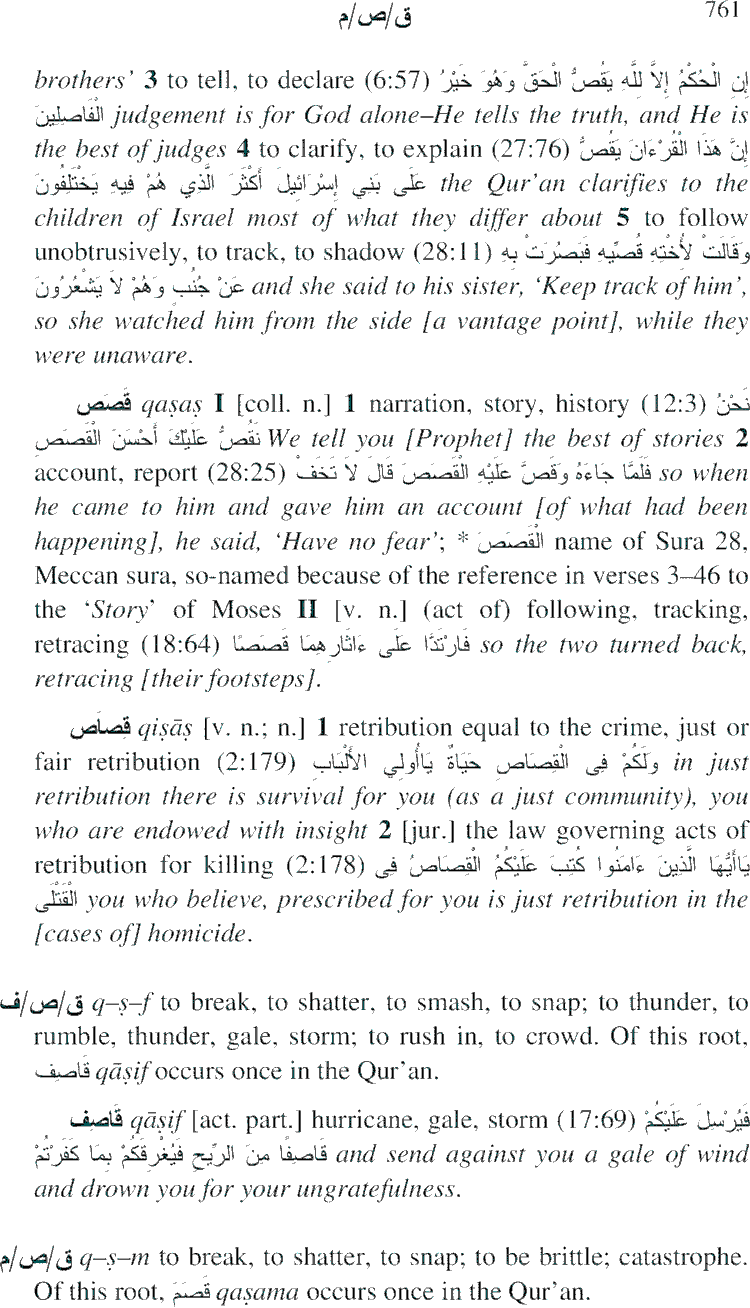 ق/ص/م 761
brothers’ 3 to tell, to declare (6:57) إِنِ الْحُكْمُ إِلاَّ لِلَّهِ يَقُصُّ الْحَقَّ وَهُوَ خَيْرُ
الْفَاصِلِينَ judgement is for God alone–He tells the truth, and He is
the best of judges 4 to clarify, to explain (27:76) إِنَّ هَذَا الْقُرْءَانَ يَقُصُّ
عَلَى بَنِي إِسْرَائِيلَ أَكْثَرَ الَّذِي هُمْ فِيهِ يَخْتَلِفُونَ the Qur’an clarifies to the
children of Israel most of what they differ about 5 to follow
unobtrusively, to track, to shadow (28:11) وَقَالَتْ لأُخْتِهِ قُصِّيهِ فَبَصُرَتْ بِهِ
عَنْ جُنُبٍ وَهُمْ لاَ يَشْعُرُونَ and she said to his sister, ‘Keep track of him’,
so she watched him from the side [a vantage point], while they
were unaware.
قَصَص qaṣaṣ I [coll. n.] 1 narration, story, history (12:3) نَحْنُ
نَقُصُّ عَلَيْكَ أَحْسَنَ الْقَصَصِ We tell you [Prophet] the best of stories 2
account, report (28:25) فَلَمَّا جَاءَهُ وَقَصَّ عَلَيْهِ الْقَصَصَ قَالَ لاَ تَخَفْ so when
he came to him and gave him an account [of what had been
happening], he said, ‘Have no fear’; * الْقَصَصَ name of Sura 28,
Meccan sura, so-named because of the reference in verses 3–46 to
the ‘Story’ of Moses II [v. n.] (act of) following, tracking,
retracing (18:64) فَارْتَدَّا عَلَى ءَاثَارِهِمَا قَصَصًا so the two turned back,
retracing [their footsteps].
قِصاَص qiṣāṣ [v. n.; n.] 1 retribution equal to the crime, just or
fair retribution (2:179) وَلَكُمْ فِى الْقِصَاصِ حَيَاةٌ يَاأُولِي الأَلْبَابِ in just
retribution there is survival for you (as a just community), you
who are endowed with insight 2 [jur.] the law governing acts of
retribution for killing (2:178) يَاأَيُّهَا الَّذِينَ ءَامَنُوا كُتِبَ عَلَيْكُمُ الْقِصَاصُ فِى
الْقَتْلَى you who believe, prescribed for you is just retribution in the
[cases of] homicide.
ق/ص/ف q–ṣ–f to break, to shatter, to smash, to snap; to thunder, to
rumble, thunder, gale, storm; to rush in, to crowd. Of this root,
قَاصِف qāṣif occurs once in the Qur’an.
قَاصِف qāṣif [act. part.] hurricane, gale, storm (17:69) فَيُرْسِلَ عَلَيْكُمْ
قَاصِفًا مِنَ الرِّيحِ فَيُغْرِقَكُمْ بِمَا كَفَرْتُمْ and send against you a gale of wind
and drown you for your ungratefulness.
ق/ص/م q–ṣ–m to break, to shatter, to snap; to be brittle; catastrophe.
Of this root, قَصَمَ qaṣama occurs once in the Qur’an.